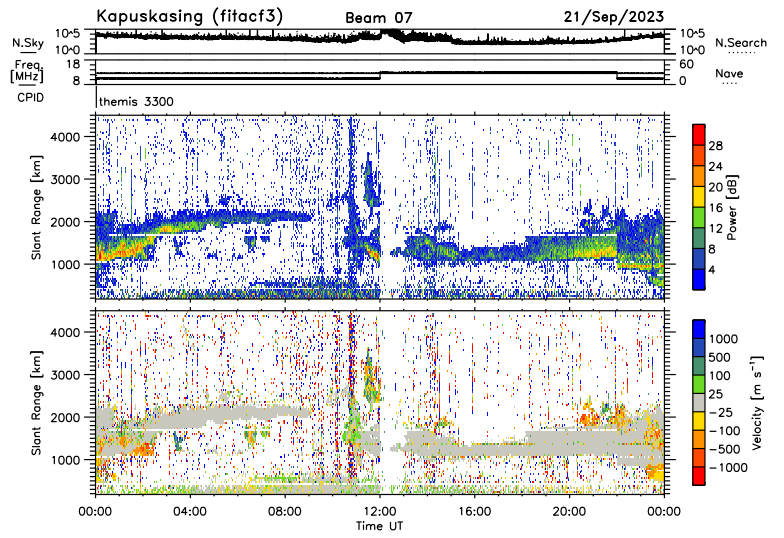 Kapuskasing (fitacf3) Beam 07 21/Sep/2023
N.Sky 10^5 10^0 10^5 10^0 N.Search
Freq. [MHz] 18 8 60 0 Nave
CPID themis 3300
Slant Range [km] 4000 3000 2000 1000
Power [dB] 28 24 20 16 12 8 4
Slant Range [km] 4000 3000 2000 1000
Velocity [m s⁻¹] 1000 500 100 25 -25 -100 -500 -1000
00:00 04:00 08:00 12:00 16:00 20:00 00:00
Time UT